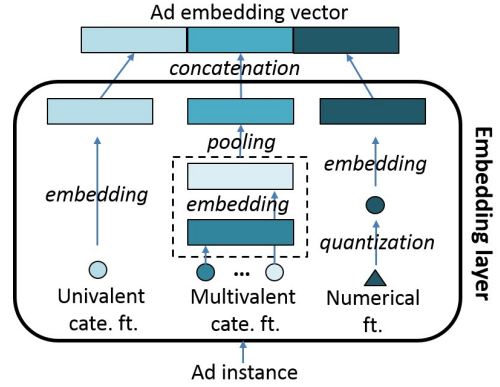 Ad embedding vector
concatenation
pooling
embedding
embedding
embedding
quantization
...
Univalent
cate. ft.
Multivalent
cate. ft.
Numerical
ft.
Embedding layer
Ad instance